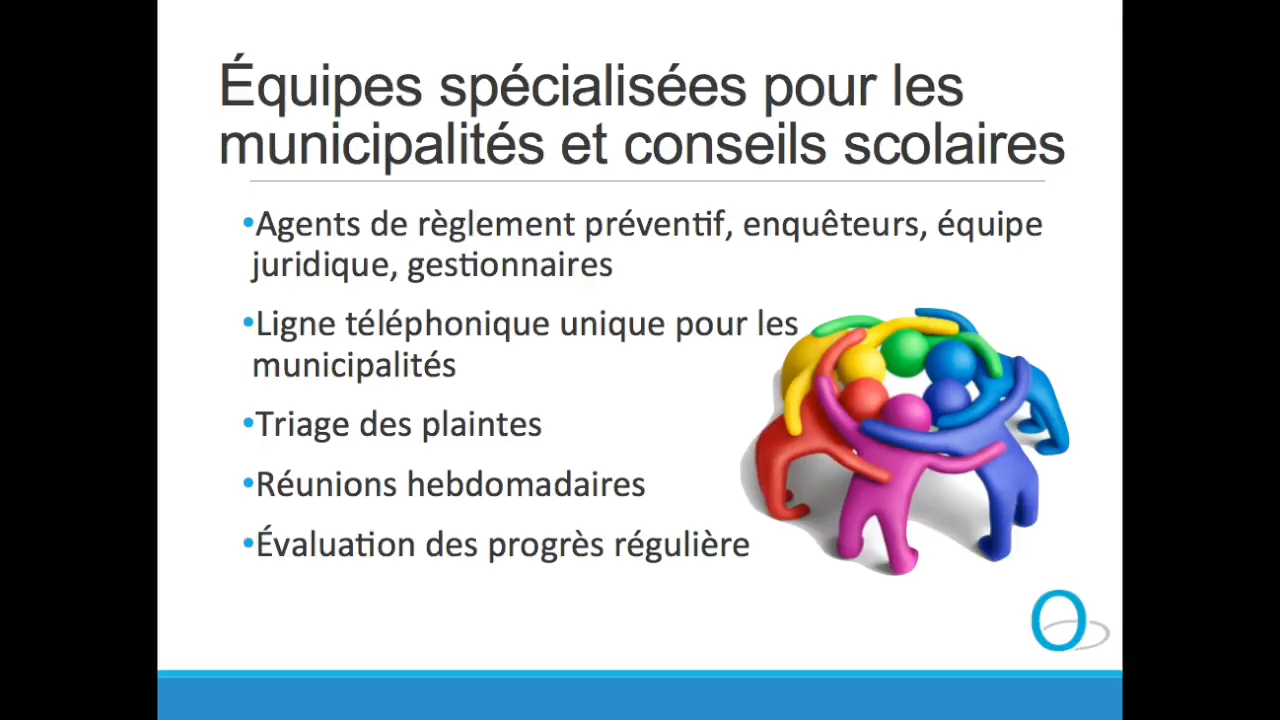 Équipes spécialisées pour les
municipalités et conseils scolaires
•Agents de règlement préventif, enquêteurs, équipe
juridique, gestionnaires
•Ligne téléphonique unique pour les
municipalités
•Triage des plaintes
•Réunions hebdomadaires
•Évaluation des progrès régulière
O